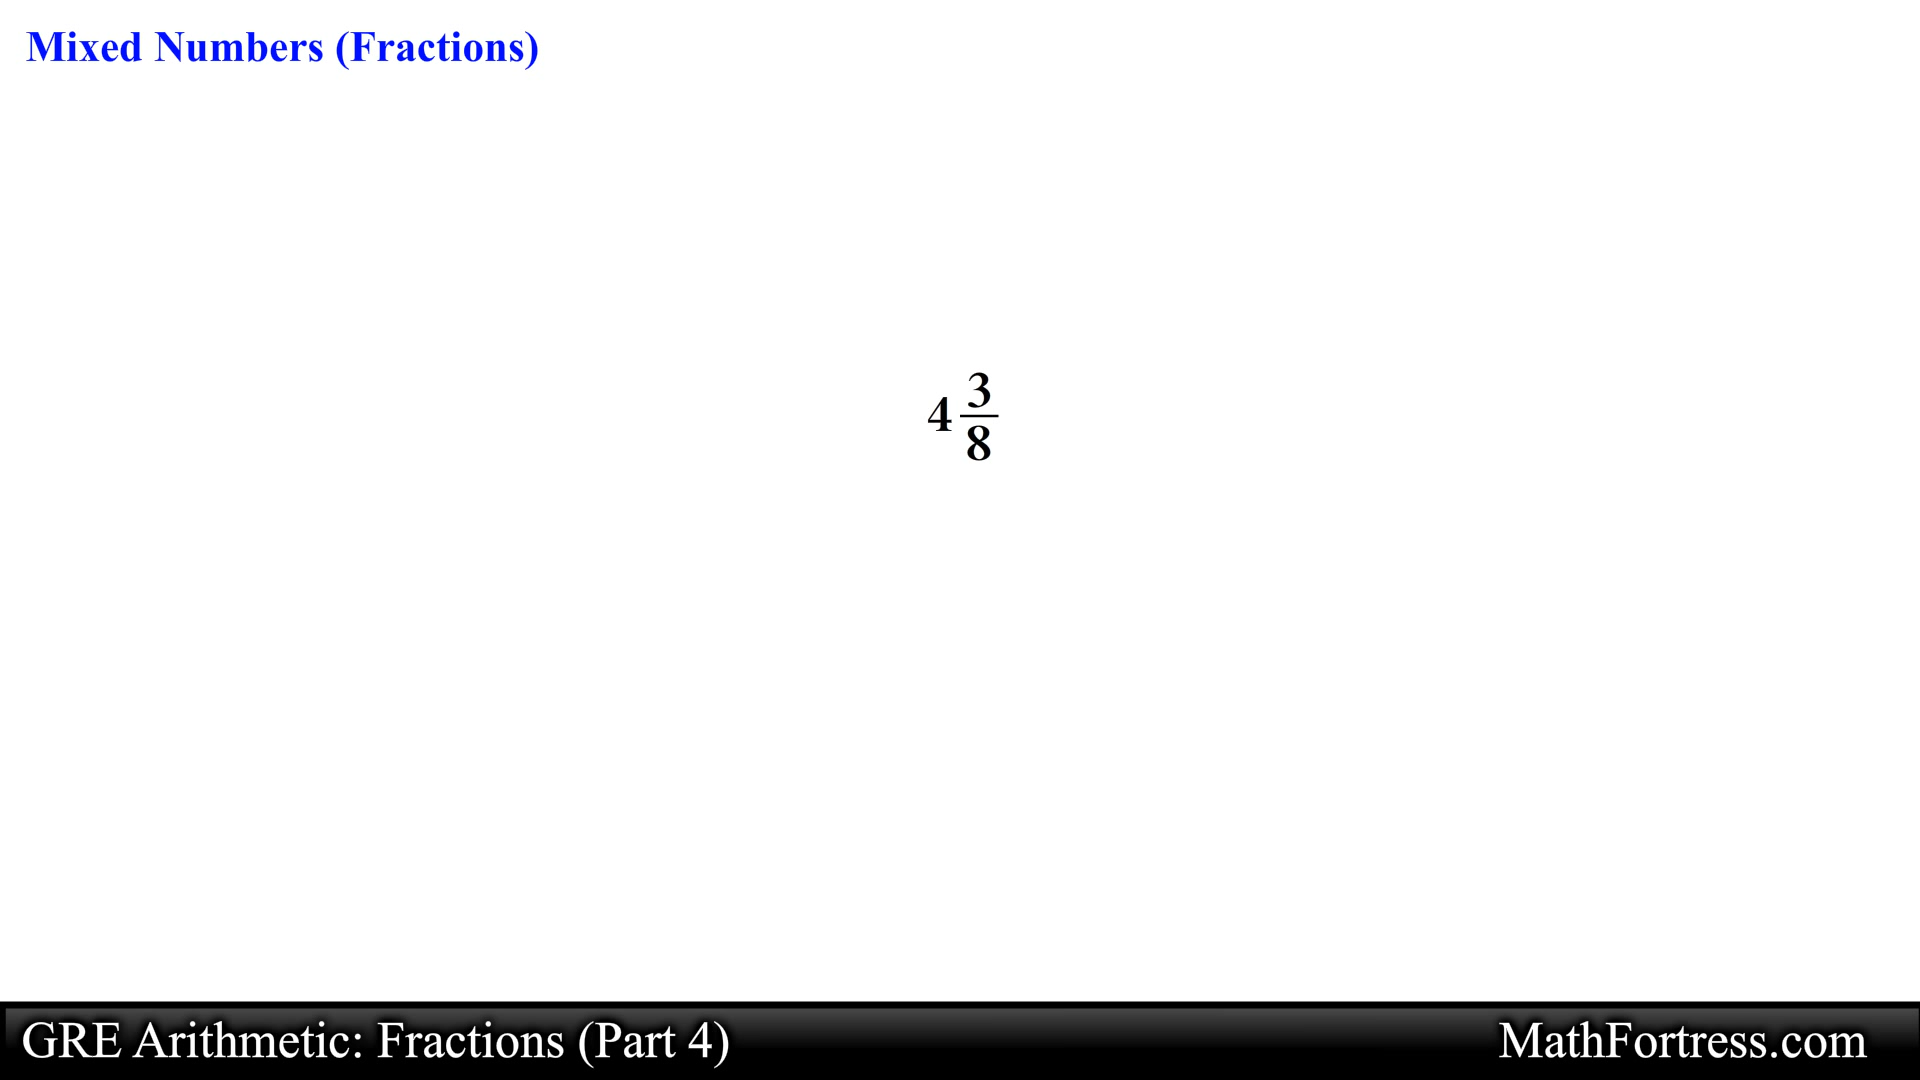 Mixed Numbers (Fractions)
4 3/8
GRE Arithmetic: Fractions (Part 4)
MathFortress.com